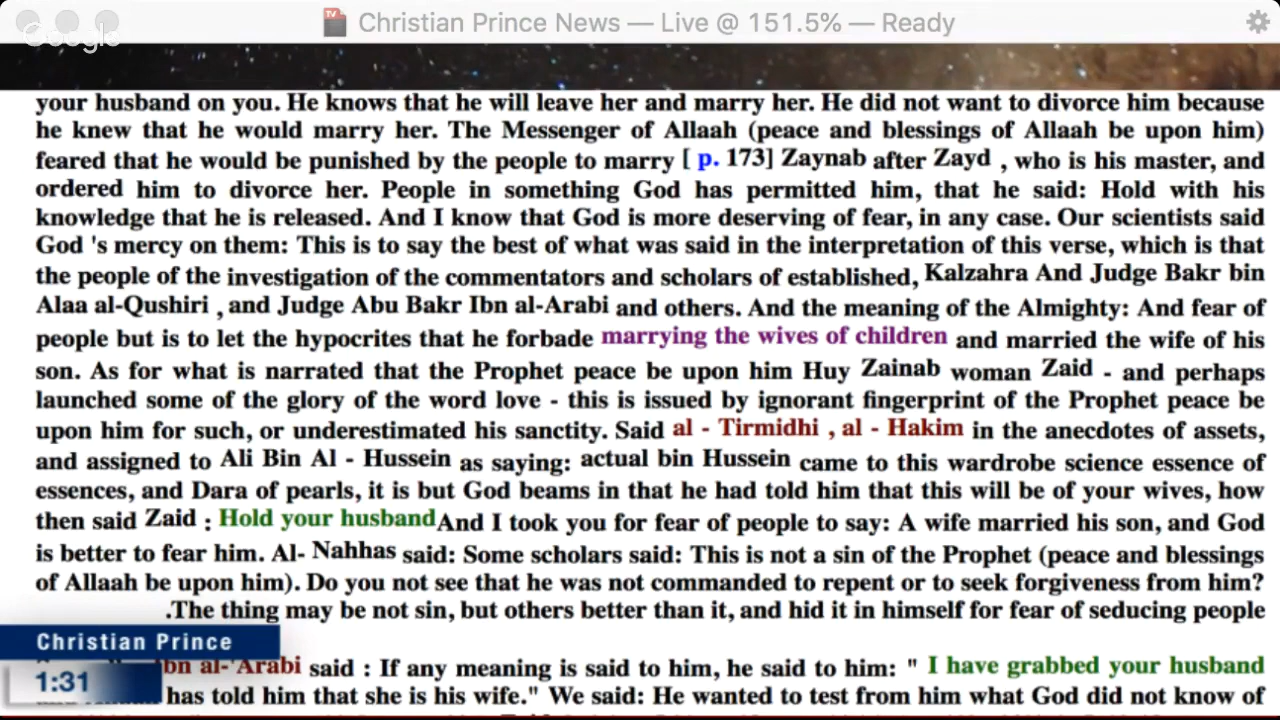 Christian Prince News — Live @ 151.5% — Ready
Google
your husband on you. He knows that he will leave her and marry her. He did not want to divorce him because
he knew that he would marry her. The Messenger of Allaah (peace and blessings of Allaah be upon him)
feared that he would be punished by the people to marry [ p. 173] Zaynab after Zayd , who is his master, and
ordered him to divorce her. People in something God has permitted him, that he said: Hold with his
knowledge that he is released. And I know that God is more deserving of fear, in any case. Our scientists said
God 's mercy on them: This is to say the best of what was said in the interpretation of this verse, which is that
the people of the investigation of the commentators and scholars of established, Kalzahra And Judge Bakr bin
Alaa al-Qushiri , and Judge Abu Bakr Ibn al-Arabi and others. And the meaning of the Almighty: And fear of
people but is to let the hypocrites that he forbade marrying the wives of children and married the wife of his
son. As for what is narrated that the Prophet peace be upon him Huy Zainab woman Zaid - and perhaps
launched some of the glory of the word love - this is issued by ignorant fingerprint of the Prophet peace be
upon him for such, or underestimated his sanctity. Said al - Tirmidhi , al - Hakim in the anecdotes of assets,
and assigned to Ali Bin Al - Hussein as saying: actual bin Hussein came to this wardrobe science essence of
essences, and Dara of pearls, it is but God beams in that he had told him that this will be of your wives, how
then said Zaid : Hold your husbandAnd I took you for fear of people to say: A wife married his son, and God
is better to fear him. Al- Nahhas said: Some scholars said: This is not a sin of the Prophet (peace and blessings
of Allaah be upon him). Do you not see that he was not commanded to repent or to seek forgiveness from him?
.The thing may be not sin, but others better than it, and hid it in himself for fear of seducing people
Christian Prince
Ibn al-'Arabi said : If any meaning is said to him, he said to him: " I have grabbed your husband
1:31
has told him that she is his wife." We said: He wanted to test from him what God did not know of